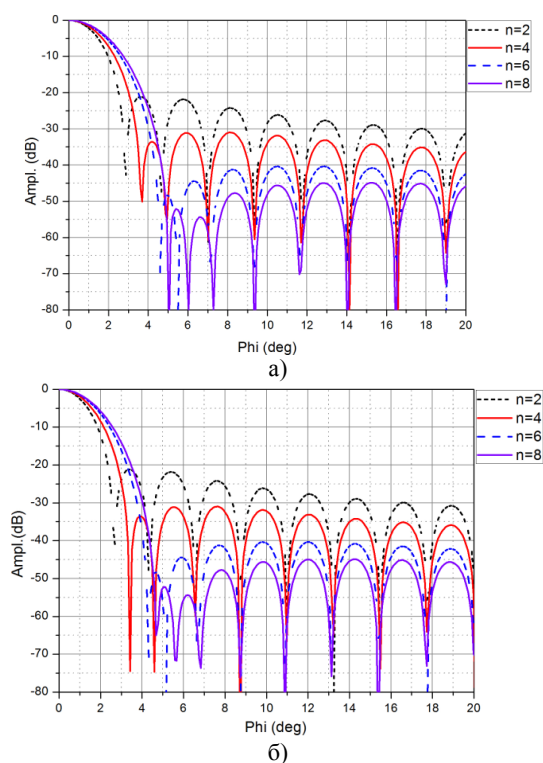 0
-10
-20
-30
-40
-50
-60
-70
-80
Ampl. (dB)
0 2 4 6 8 10 12 14 16 18 20
Phi (deg)
n=2
n=4
n=6
n=8
а)
0
-10
-20
-30
-40
-50
-60
-70
-80
Ampl.(dB)
0 2 4 6 8 10 12 14 16 18 20
Phi (deg)
n=2
n=4
n=6
n=8
б)